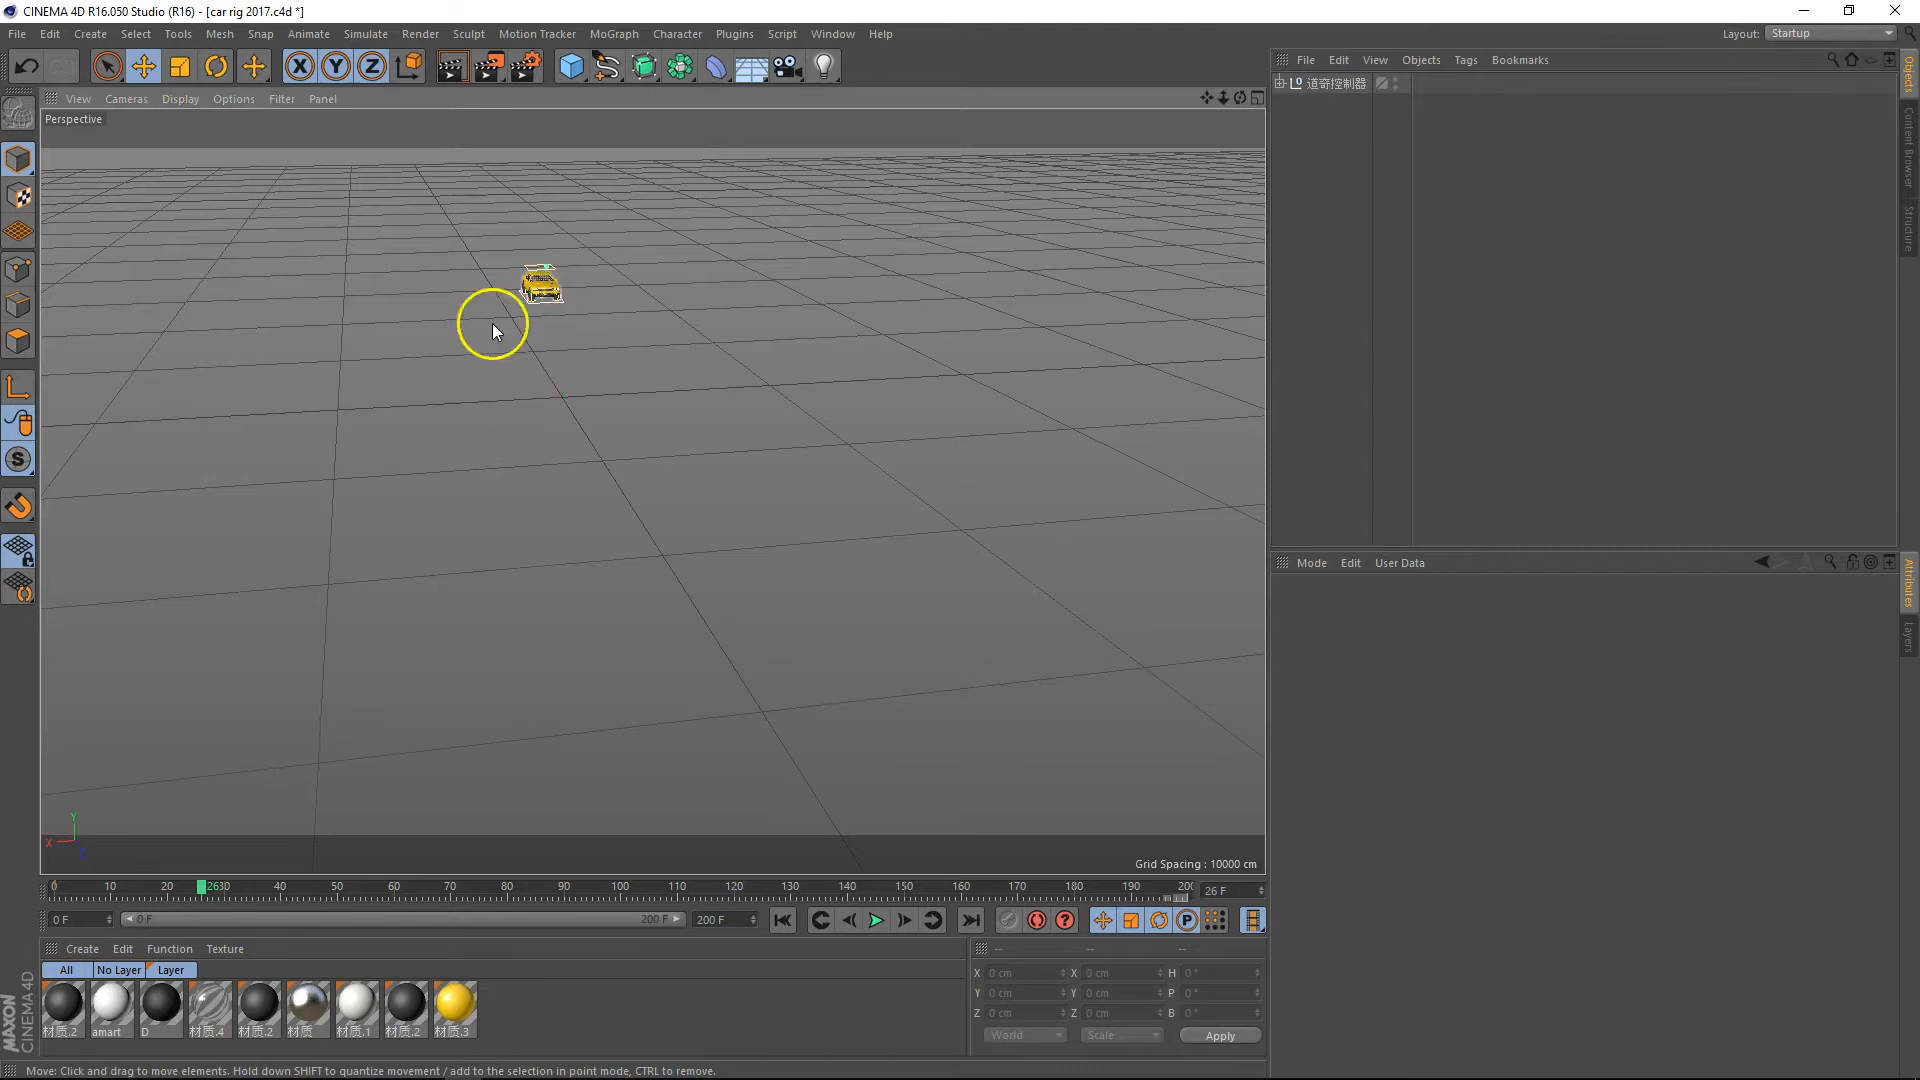 CINEMA 4D R16.050 Studio (R16) - [car rig 2017.c4d *]
File Edit Create Select Tools Mesh Snap Animate Simulate Render Sculpt Motion Tracker MoGraph Character Plugins Script Window Help
Layout: Startup
X Y Z
File Edit View Objects Tags Bookmarks
道奇控制器
Objects
Content Browser
Structure
View Cameras Display Options Filter Panel
Perspective
S
Y
X
Z
Grid Spacing : 10000 cm
Mode Edit User Data
Attributes
Layers
0 10 20 2630 40 50 60 70 80 90 100 110 120 130 140 150 160 170 180 190 200
26 F
0 F
0 F
200 F
200 F
?
P
Create Edit Function Texture
All No Layer Layer
材质.2 amart D 材质.4 材质.2 材质 材质.1 材质.2 材质.3
-- -- --
X 0 cm X 0 cm H 0 °
Y 0 cm Y 0 cm P 0 °
Z 0 cm Z 0 cm B 0 °
World Scale Apply
MAXON
CINEMA 4D
Move: Click and drag to move elements. Hold down SHIFT to quantize movement / add to the selection in point mode, CTRL to remove.